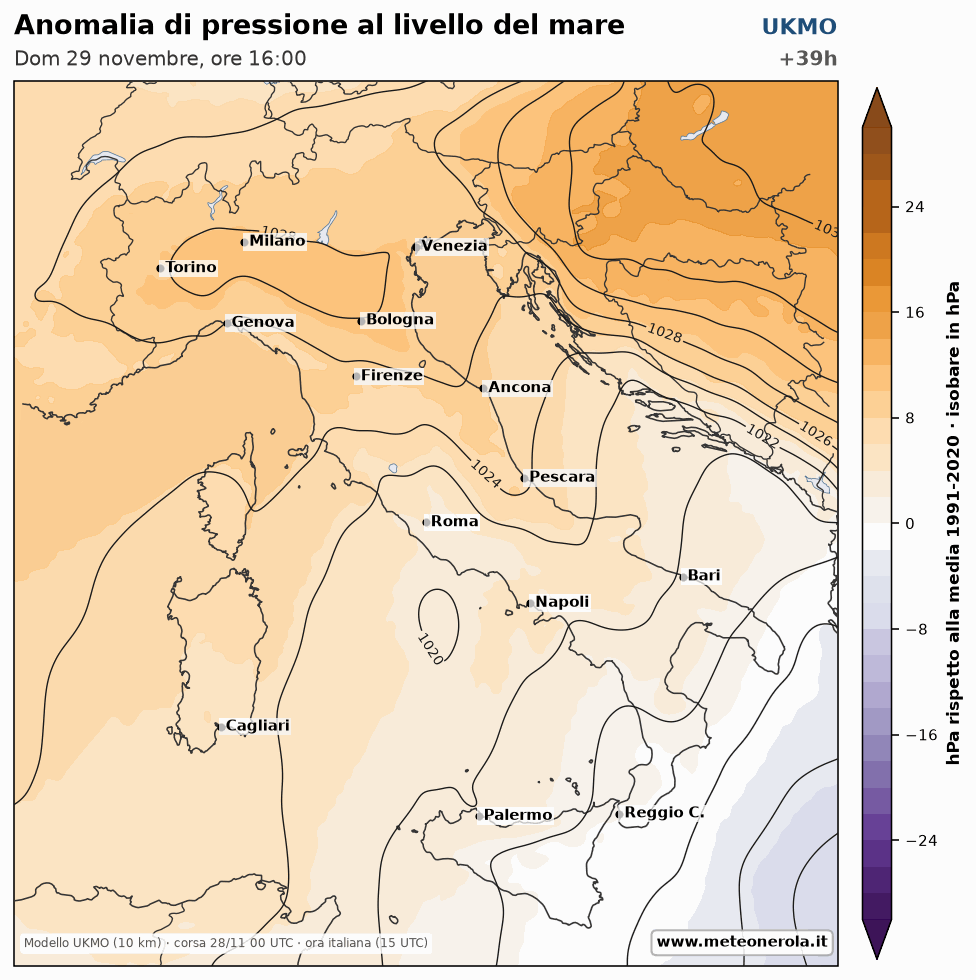 Anomalia di pressione al livello del mare
UKMO
Dom 29 novembre, ore 16:00
+39h
Milano
Venezia
Torino
Genova
Bologna
1028
Firenze
Ancona
1022
1026
1024
Pescara
Roma
Bari
Napoli
1020
Cagliari
Palermo
Reggio C.
24
16
8
0
−8
−16
−24
hPa rispetto alla media 1991-2020 · isobare in hPa
Modello UKMO (10 km) · corsa 28/11 00 UTC · ora italiana (15 UTC)
www.meteonerola.it